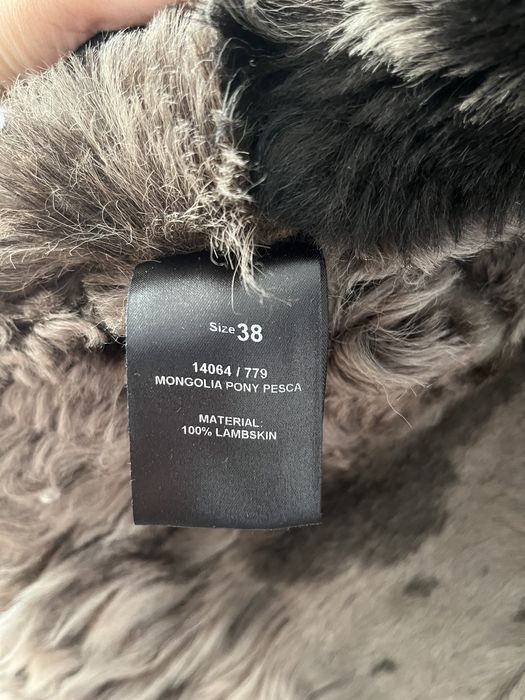 Size 38
14064 / 779
MONGOLIA PONY PESCA
MATERIAL:
100% LAMBSKIN